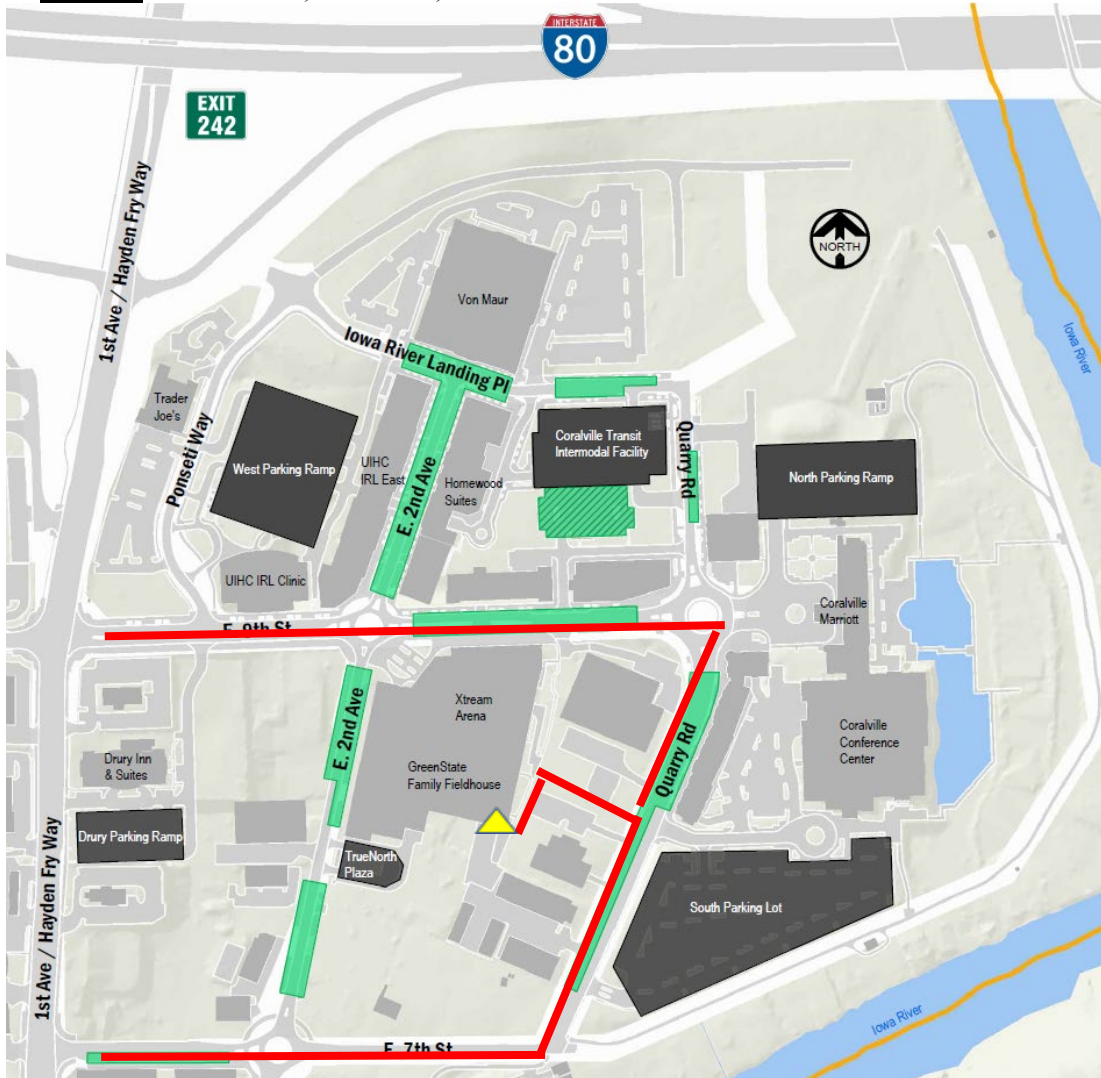 INTERSTATE
80
EXIT
242
1st Ave / Hayden Fry Way
NORTH
Von Maur
Iowa River Landing Pl
Iowa River
Trader
Joe's
Ponseti Way
West Parking Ramp
UIHC
IRL East
E. 2nd Ave
Homewood
Suites
Coralville Transit
Intermodal Facility
Quarry Rd
North Parking Ramp
UIHC IRL Clinic
Coralville
Marriott
E. 9th St
Xtream
Arena
E. 2nd Ave
GreenState
Family Fieldhouse
Quarry Rd
Coralville
Conference
Center
Drury Inn
& Suites
Drury Parking Ramp
TrueNorth
Plaza
South Parking Lot
1st Ave / Hayden Fry Way
E. 7th St
Iowa River